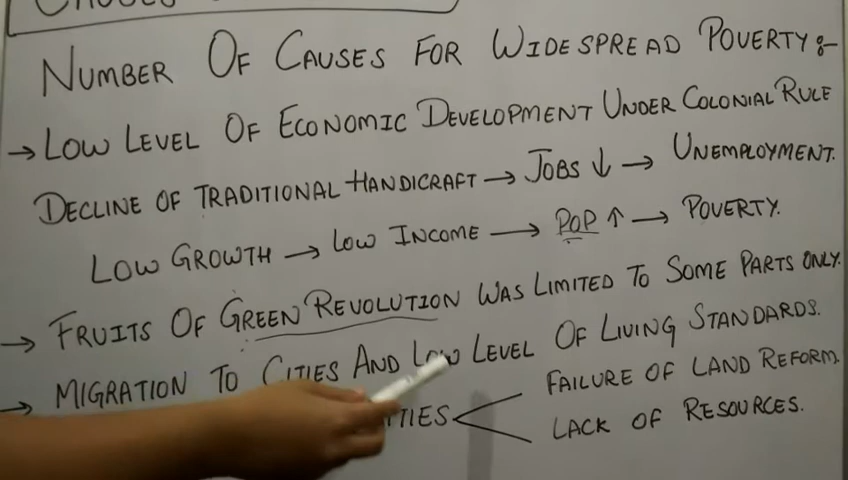 NUMBER OF CAUSES FOR WIDESPREAD POVERTY :-
→ LOW LEVEL OF ECONOMIC DEVELOPMENT UNDER COLONIAL RULE
DECLINE OF TRADITIONAL HANDICRAFT → JOBS ↓ → UNEMPLOYMENT.
LOW GROWTH → LOW INCOME → POP ↑ → POVERTY.
→ FRUITS OF GREEN REVOLUTION WAS LIMITED TO SOME PARTS ONLY.
→ MIGRATION TO CITIES AND LOW LEVEL OF LIVING STANDARDS.
FAILURE OF LAND REFORM.
LACK OF RESOURCES.